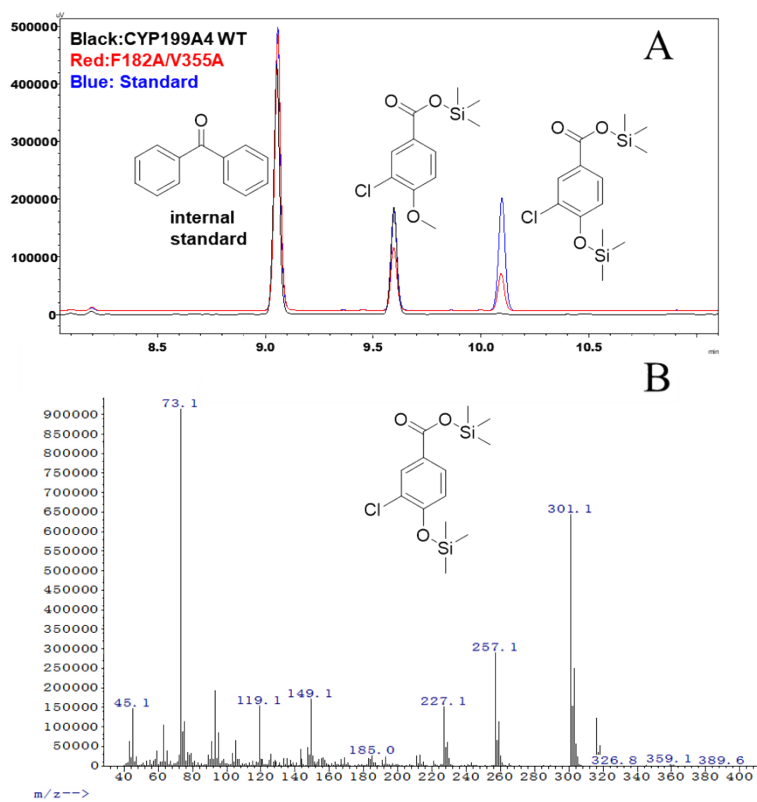 uV
500000
Black:CYP199A4 WT
Red:F182A/V355A
Blue: Standard
A
400000
300000
200000
100000
0
O
internal
standard
O
O
Si
Cl
O
O
O
Si
Cl
O
Si
8.5
9.0
9.5
10.0
10.5
min
B
900000
850000
800000
750000
700000
650000
600000
550000
500000
450000
400000
350000
300000
250000
200000
150000
100000
50000
0
73.1
O
O
Si
Cl
O
Si
301.1
257.1
45.1
119.1
149.1
227.1
185.0
326.8
359.1
389.6
40
60
80
100
120
140
160
180
200
220
240
260
280
300
320
340
360
380
400
m/z-->